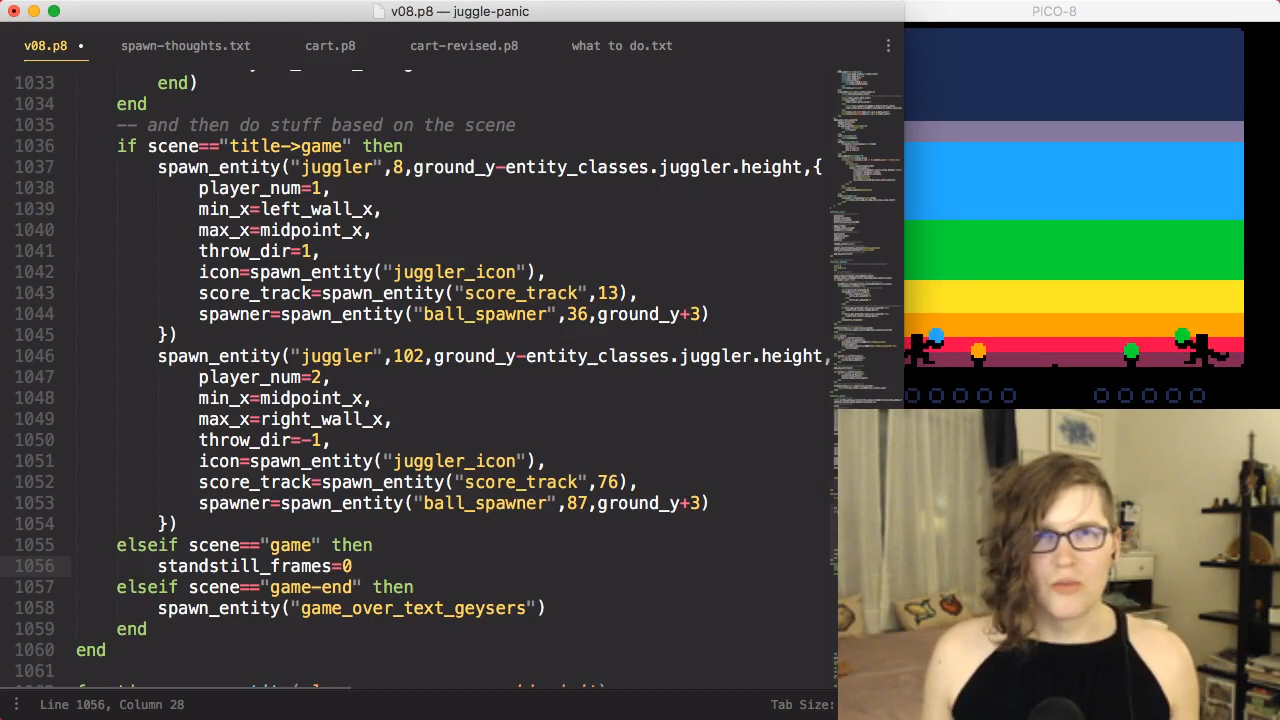 v08.p8 — juggle-panic
PICO-8
v08.p8
spawn-thoughts.txt
cart.p8
cart-revised.p8
what to do.txt
1033 end)
1034 end
1035 -- and then do stuff based on the scene
1036 if scene=="title->game" then
1037 spawn_entity("juggler",8,ground_y-entity_classes.juggler.height,{
1038 player_num=1,
1039 min_x=left_wall_x,
1040 max_x=midpoint_x,
1041 throw_dir=1,
1042 icon=spawn_entity("juggler_icon"),
1043 score_track=spawn_entity("score_track",13),
1044 spawner=spawn_entity("ball_spawner",36,ground_y+3)
1045 })
1046 spawn_entity("juggler",102,ground_y-entity_classes.juggler.height,
1047 player_num=2,
1048 min_x=midpoint_x,
1049 max_x=right_wall_x,
1050 throw_dir=-1,
1051 icon=spawn_entity("juggler_icon"),
1052 score_track=spawn_entity("score_track",76),
1053 spawner=spawn_entity("ball_spawner",87,ground_y+3)
1054 })
1055 elseif scene=="game" then
1056 standstill_frames=0
1057 elseif scene=="game-end" then
1058 spawn_entity("game_over_text_geysers")
1059 end
1060 end
1061
Line 1056, Column 28
Tab Size: